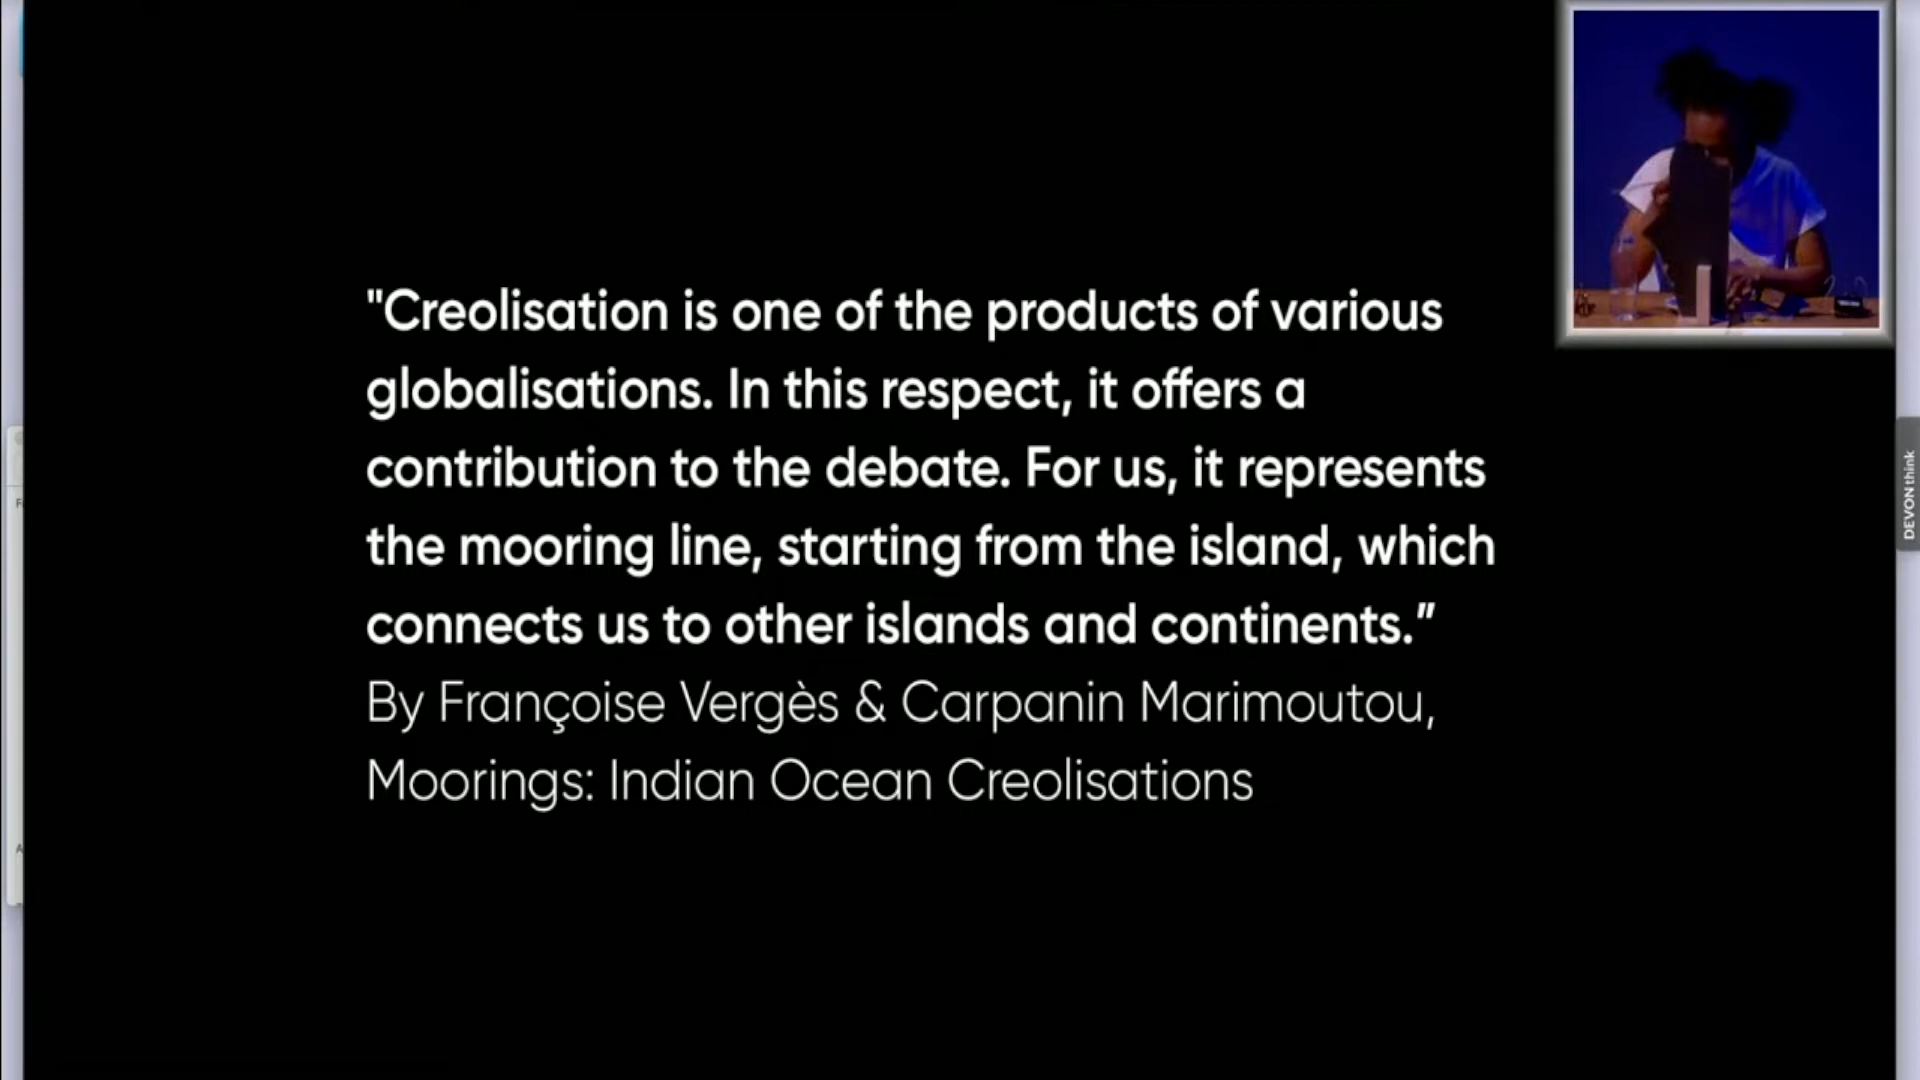 "Creolisation is one of the products of various
globalisations. In this respect, it offers a
contribution to the debate. For us, it represents
the mooring line, starting from the island, which
connects us to other islands and continents.”
By Françoise Vergès & Carpanin Marimoutou,
Moorings: Indian Ocean Creolisations
DEVONthink